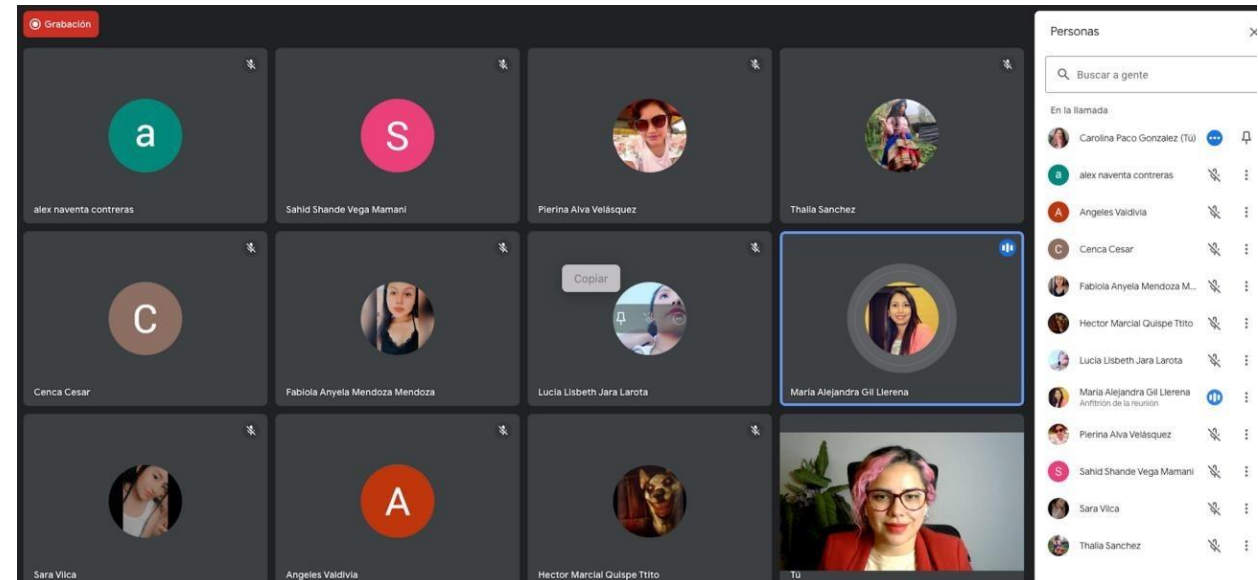 Grabación
a
alex naventa contreras
S
Sahid Shande Vega Mamani
Pierina Alva Velásquez
Thalia Sanchez
C
Cenca Cesar
Fabiola Anyela Mendoza Mendoza
Copiar
Lucia Lisbeth Jara Larota
María Alejandra Gil Llerena
Sara Vilca
A
Angeles Valdivia
Hector Marcial Quispe Ttito
Tú
Personas
Buscar a gente
En la llamada
Carolina Paco Gonzalez (Tú)
a
alex naventa contreras
A
Angeles Valdivia
C
Cenca Cesar
Fabiola Anyela Mendoza M...
Hector Marcial Quispe Ttito
Lucia Lisbeth Jara Larota
María Alejandra Gil Llerena
Anfitrión de la reunión
Pierina Alva Velásquez
S
Sahid Shande Vega Mamani
Sara Vilca
Thalia Sanchez